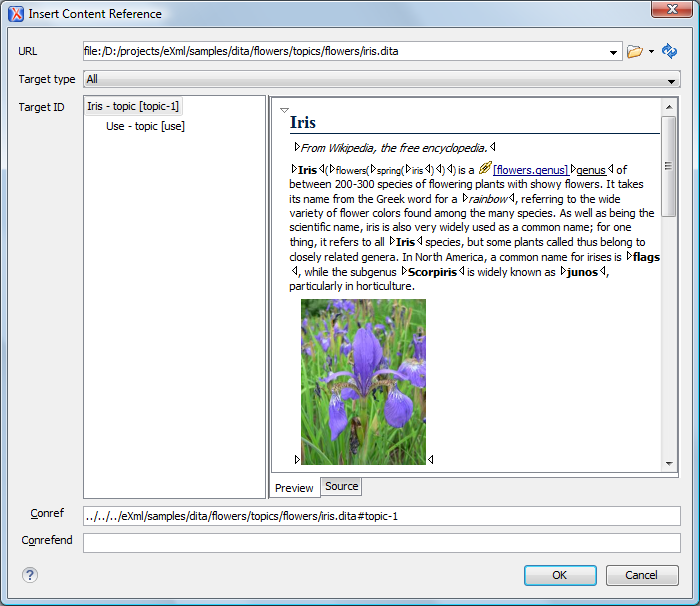 Insert Content Reference
URL
file:/D:/projects/eXml/samples/dita/flowers/topics/flowers/iris.dita
Target type
All
Target ID
Iris - topic [topic-1]
Use - topic [use]
Iris
From Wikipedia, the free encyclopedia.
Iris (flowers(spring(iris))) is a [flowers.genus] genus of
between 200-300 species of flowering plants with showy flowers. It takes
its name from the Greek word for a rainbow, referring to the wide
variety of flower colors found among the many species. As well as being the
scientific name, iris is also very widely used as a common name; for one
thing, it refers to all Iris species, but some plants called thus belong to
closely related genera. In North America, a common name for irises is flags
, while the subgenus Scorpiris is widely known as junos,
particularly in horticulture.
Preview
Source
Conref
../../../eXml/samples/dita/flowers/topics/flowers/iris.dita#topic-1
Conrefend
?
OK
Cancel